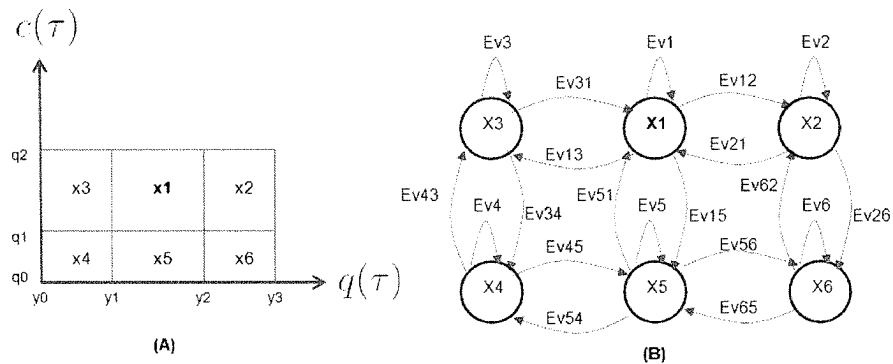 c(τ)
q2
x3 x1 x2
q1
x4 x5 x6
q0
y0 y1 y2 y3
q(τ)
(A)
Ev3 Ev1 Ev2
Ev31 Ev12
X3 X1 X2
Ev13 Ev21
Ev43 Ev4 Ev34 Ev51 Ev5 Ev15 Ev62 Ev6 Ev26
Ev45 Ev56
X4 X5 X6
Ev54 Ev65
(B)